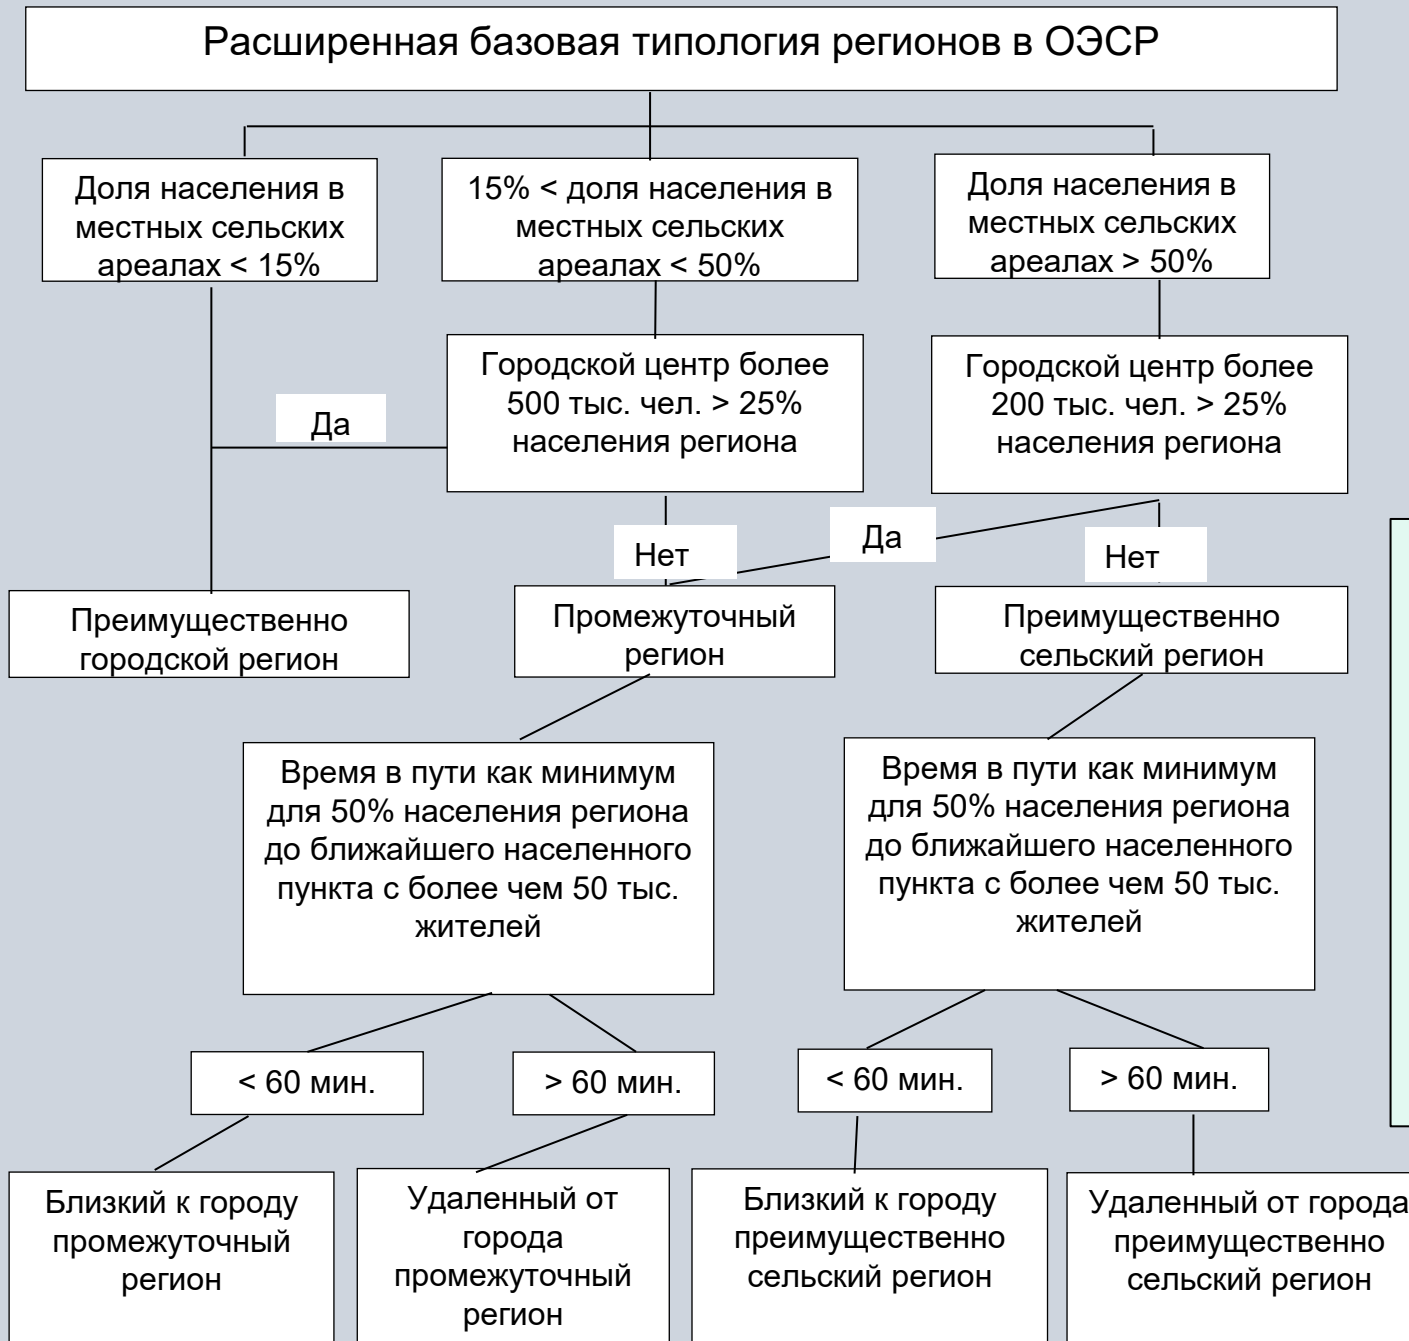 Расширенная базовая типология регионов в ОЭСР
Доля населения в
местных сельских
ареалах < 15%
15% < доля населения в
местных сельских
ареалах < 50%
Доля населения в
местных сельских
ареалах > 50%
Городской центр более
500 тыс. чел. > 25%
населения региона
Городской центр более
200 тыс. чел. > 25%
населения региона
Да
Нет
Да
Нет
Преимущественно
городской регион
Промежуточный
регион
Преимущественно
сельский регион
Время в пути как минимум
для 50% населения региона
до ближайшего населенного
пункта с более чем 50 тыс.
жителей
Время в пути как минимум
для 50% населения региона
до ближайшего населенного
пункта с более чем 50 тыс.
жителей
< 60 мин.
> 60 мин.
< 60 мин.
> 60 мин.
Близкий к городу
промежуточный
регион
Удаленный от
города
промежуточный
регион
Близкий к городу
преимущественно
сельский регион
Удаленный от города
преимущественно
сельский регион